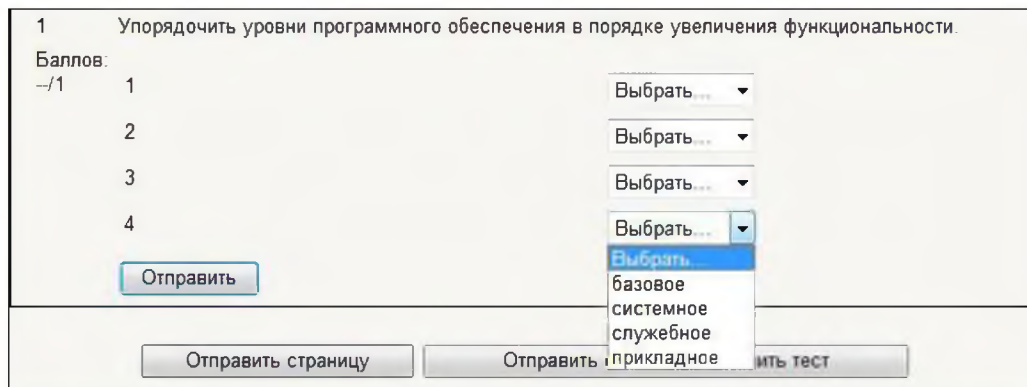 1 Упорядочить уровни программного обеспечения в порядке увеличения функциональности.
Баллов:
--/1
1 Выбрать...
2 Выбрать...
3 Выбрать...
4 Выбрать...
Выбрать...
базовое
системное
служебное
прикладное
Отправить
Отправить страницу
Отправить
ить тест